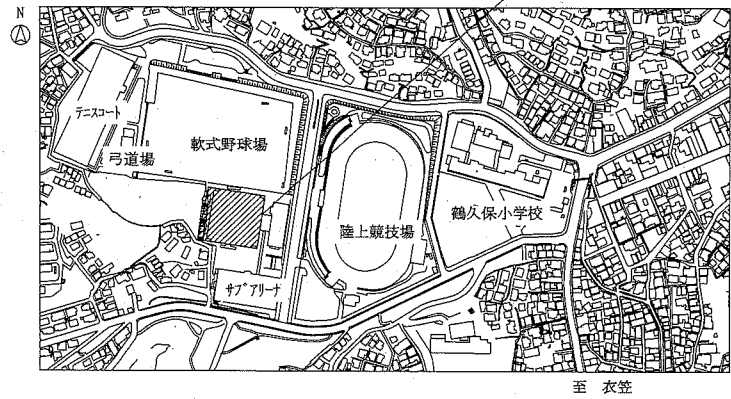 N
テニスコート
軟式野球場
弓道場
鶴久保小学校
陸上競技場
サブアリーナ
至 衣笠